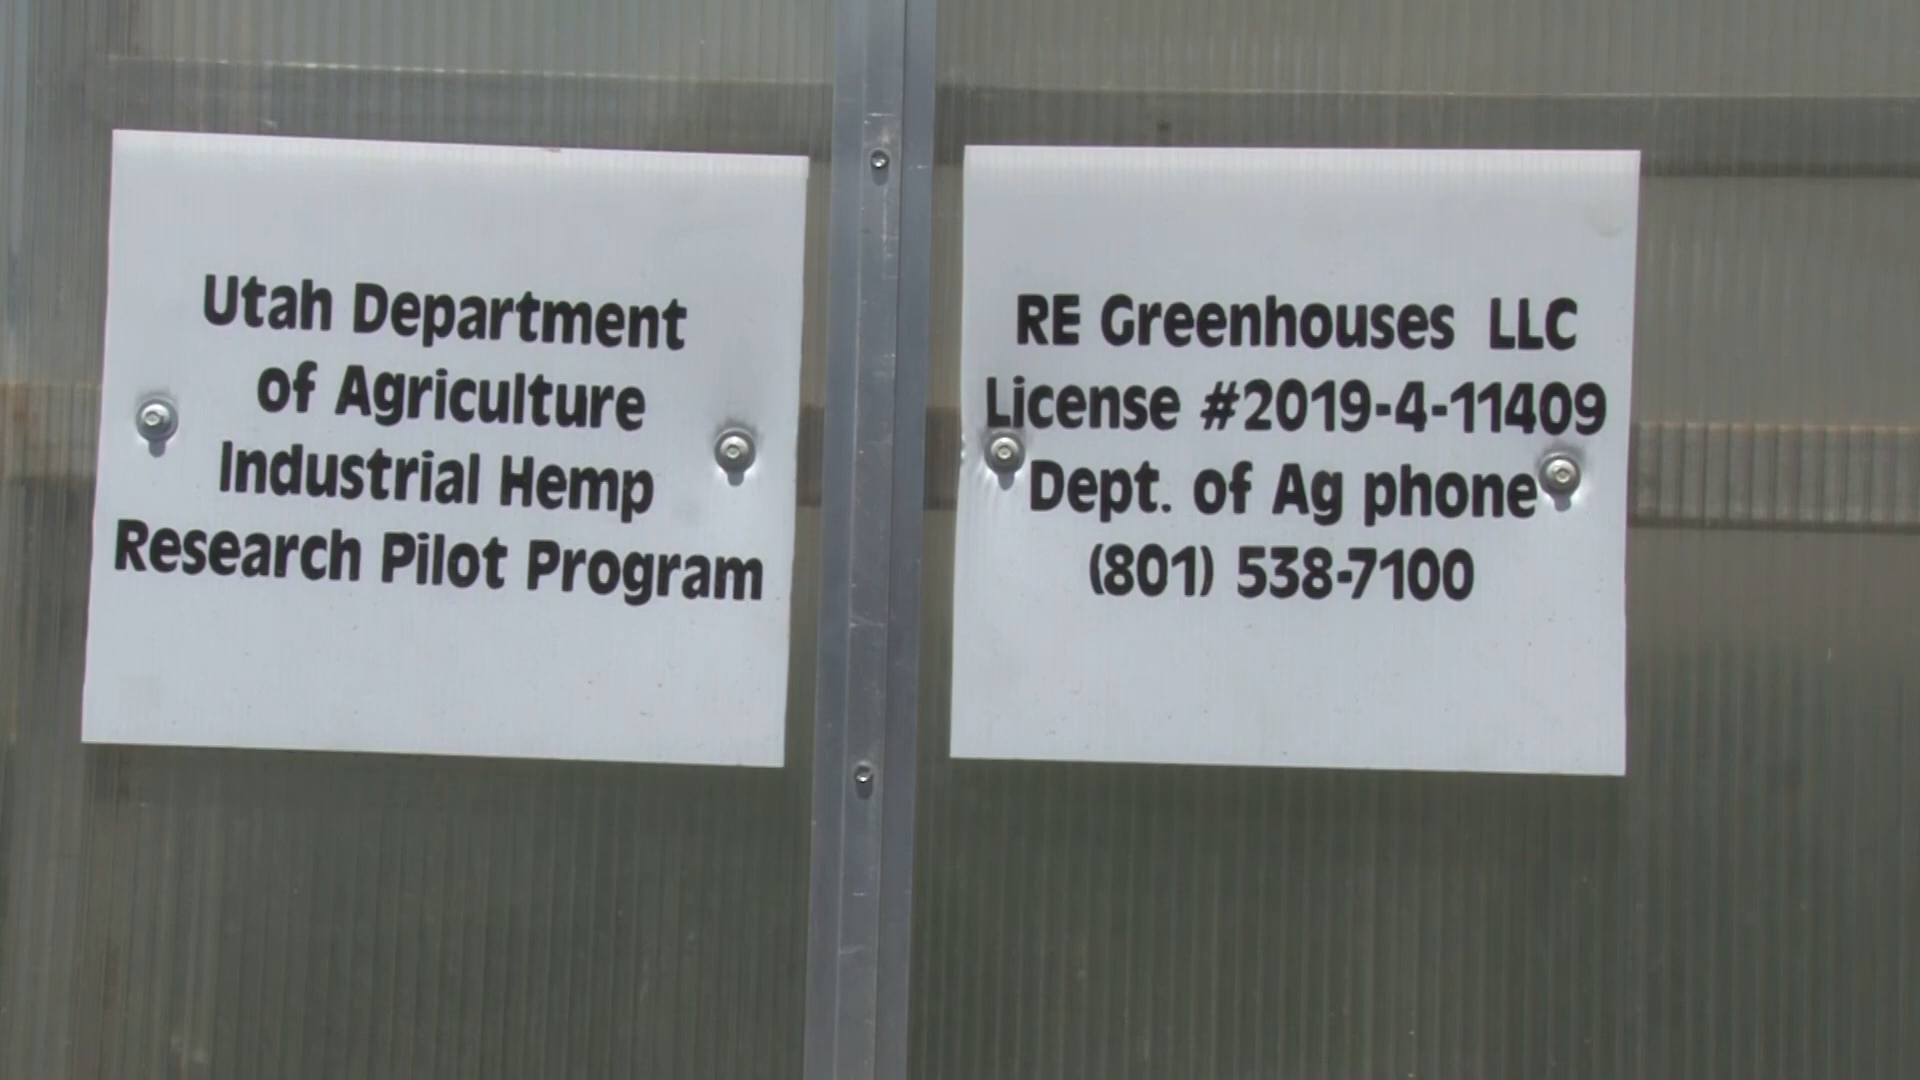 Utah Department
of Agriculture
Industrial Hemp
Research Pilot Program
RE Greenhouses LLC
License #2019-4-11409
Dept. of Ag phone
(801) 538-7100